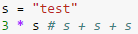 s = "test"
3 * s # s + s + s